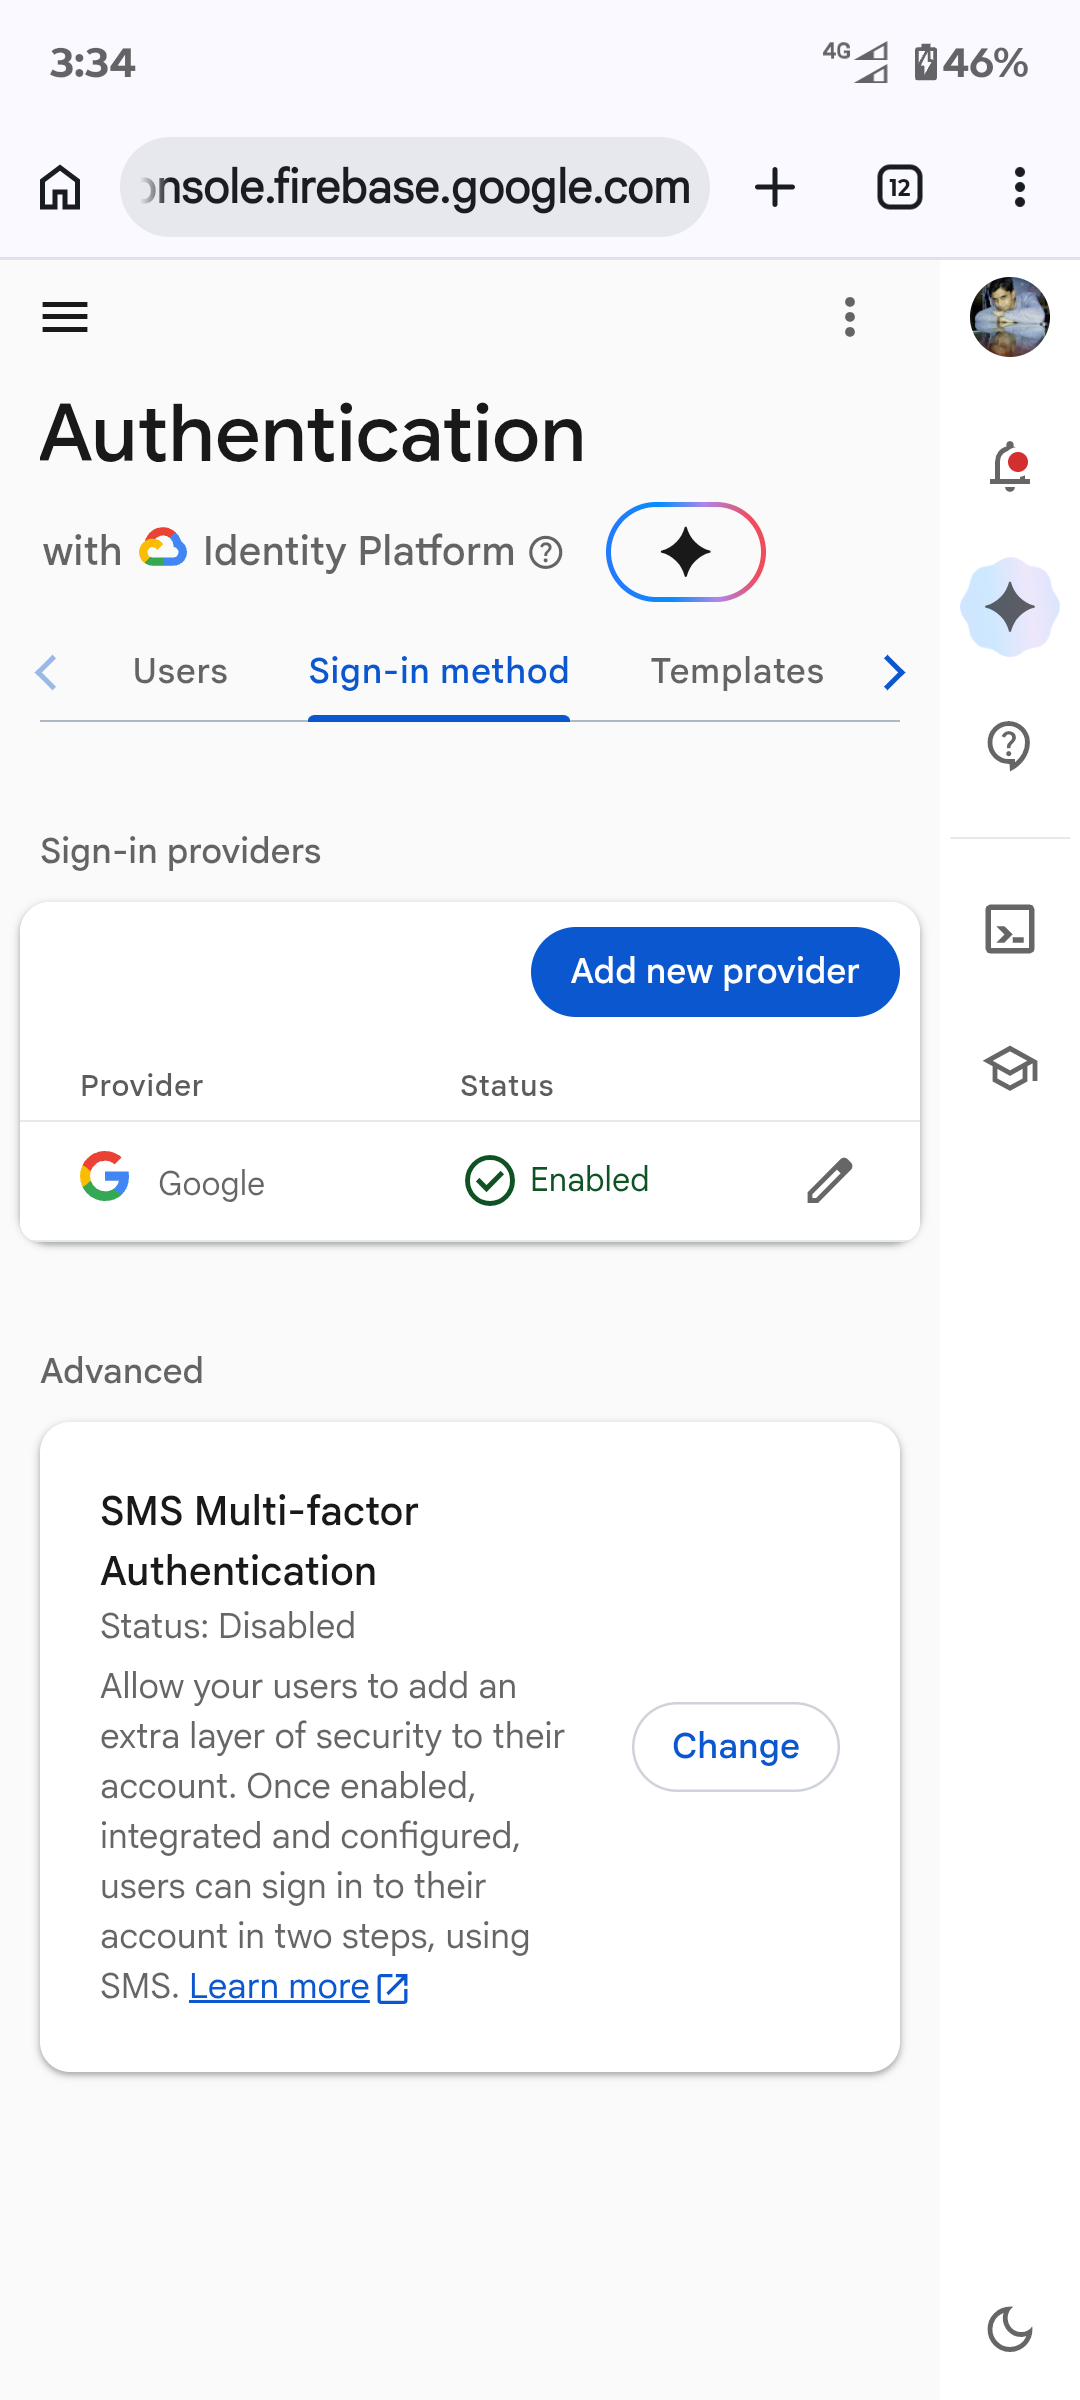 3:34
4G
46%
onsole.firebase.google.com
12
Authentication
with Identity Platform
Users Sign-in method Templates
Sign-in providers
Add new provider
Provider Status
Google Enabled
Advanced
SMS Multi-factor
Authentication
Status: Disabled
Allow your users to add an
extra layer of security to their
account. Once enabled,
integrated and configured,
users can sign in to their
account in two steps, using
SMS. Learn more
Change